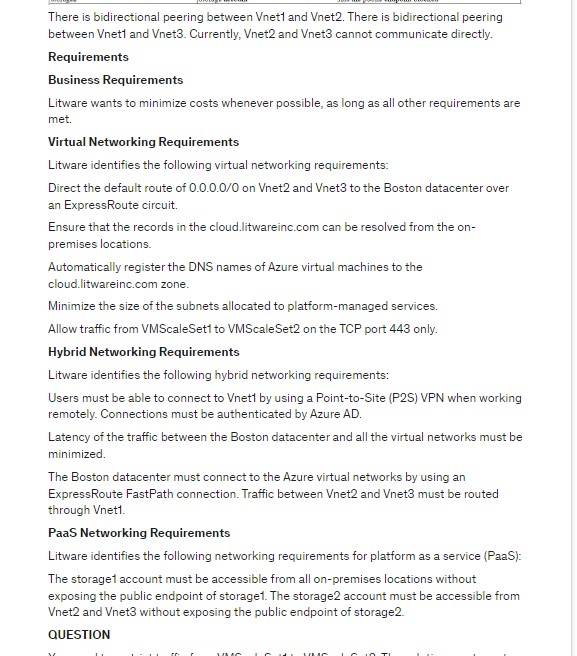 There is bidirectional peering between Vnet1 and Vnet2. There is bidirectional peering
between Vnet1 and Vnet3. Currently, Vnet2 and Vnet3 cannot communicate directly.
Requirements
Business Requirements
Litware wants to minimize costs whenever possible, as long as all other requirements are
met.
Virtual Networking Requirements
Litware identifies the following virtual networking requirements:
Direct the default route of 0.0.0.0/0 on Vnet2 and Vnet3 to the Boston datacenter over
an ExpressRoute circuit.
Ensure that the records in the cloud.litwareinc.com can be resolved from the on-
premises locations.
Automatically register the DNS names of Azure virtual machines to the
cloud.litwareinc.com zone.
Minimize the size of the subnets allocated to platform-managed services.
Allow traffic from VMScaleSet1 to VMScaleSet2 on the TCP port 443 only.
Hybrid Networking Requirements
Litware identifies the following hybrid networking requirements:
Users must be able to connect to Vnet1 by using a Point-to-Site (P2S) VPN when working
remotely. Connections must be authenticated by Azure AD.
Latency of the traffic between the Boston datacenter and all the virtual networks must be
minimized.
The Boston datacenter must connect to the Azure virtual networks by using an
ExpressRoute FastPath connection. Traffic between Vnet2 and Vnet3 must be routed
through Vnet1.
PaaS Networking Requirements
Litware identifies the following networking requirements for platform as a service (PaaS):
The storage1 account must be accessible from all on-premises locations without
exposing the public endpoint of storage1. The storage2 account must be accessible from
Vnet2 and Vnet3 without exposing the public endpoint of storage2.
QUESTION